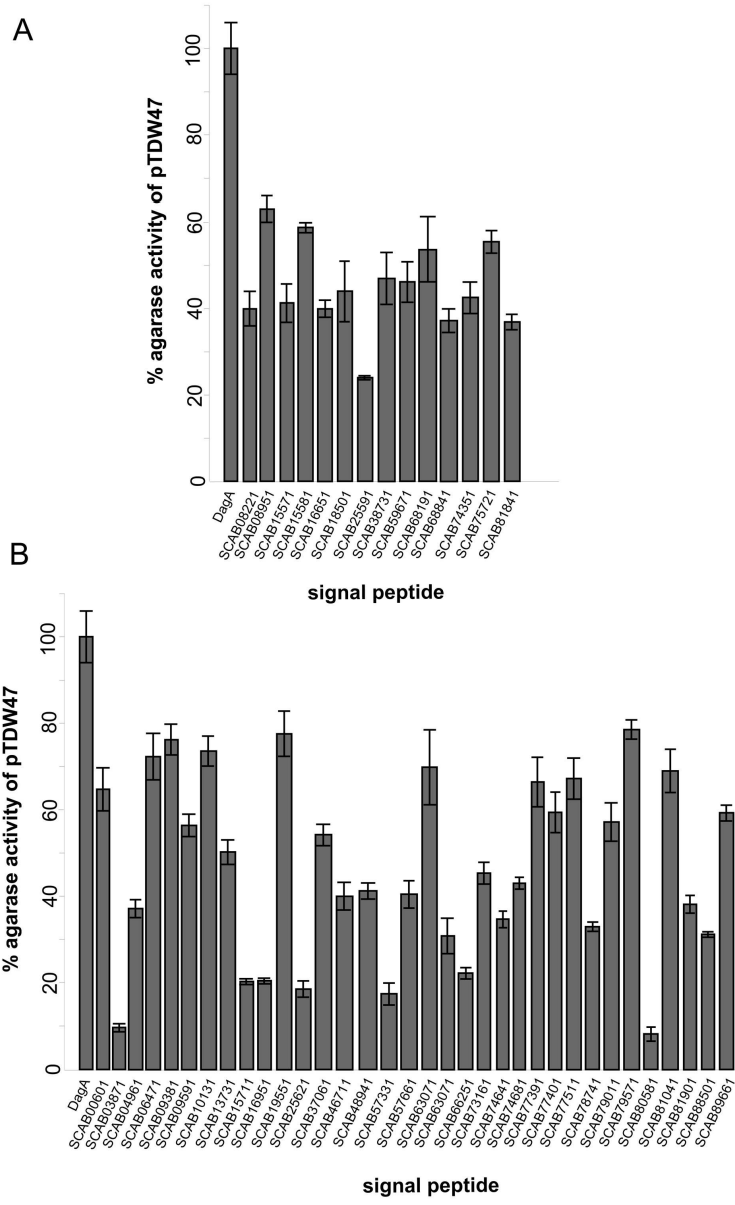 A
% agarase activity of pTDW47
100
80
60
40
20
0
DagA
SCAB08221
SCAB08951
SCAB15571
SCAB15581
SCAB16651
SCAB18501
SCAB25591
SCAB38731
SCAB59671
SCAB68191
SCAB68841
SCAB74351
SCAB75721
SCAB81841
signal peptide
B
% agarase activity of pTDW47
100
80
60
40
20
0
DagA
SCAB00601
SCAB03871
SCAB04961
SCAB06471
SCAB09381
SCAB09591
SCAB10131
SCAB13731
SCAB15711
SCAB16951
SCAB19551
SCAB25621
SCAB37061
SCAB46711
SCAB48941
SCAB57331
SCAB57661
SCAB63071
SCAB63071
SCAB66251
SCAB73161
SCAB74641
SCAB74681
SCAB77391
SCAB77401
SCAB77511
SCAB78741
SCAB79011
SCAB79571
SCAB80581
SCAB81041
SCAB81901
SCAB88501
SCAB89661
signal peptide